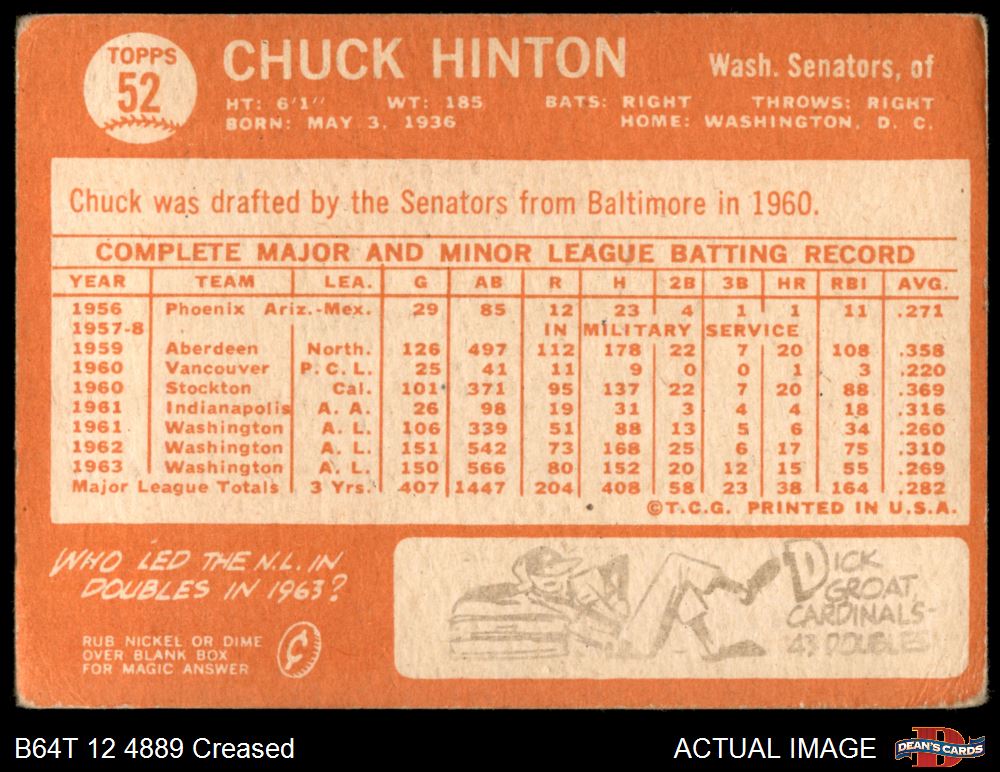 TOPPS
52
CHUCK HINTON
Wash. Senators, of
HT: 6'1" WT: 185 BATS: RIGHT THROWS: RIGHT
BORN: MAY 3, 1936 HOME: WASHINGTON, D. C.
Chuck was drafted by the Senators from Baltimore in 1960.
COMPLETE MAJOR AND MINOR LEAGUE BATTING RECORD
YEAR TEAM LEA. G AB R H 2B 3B HR RBI AVG.
1956 Phoenix Ariz.-Mex. 29 85 12 23 4 1 1 11 .271
1957-8 IN MILITARY SERVICE
1959 Aberdeen North. 126 497 112 178 22 7 20 108 .358
1960 Vancouver P.C.L. 25 41 11 9 0 0 1 3 .220
1960 Stockton Cal. 101 371 95 137 22 7 20 88 .369
1961 Indianapolis A. A. 26 98 19 31 3 4 4 18 .316
1961 Washington A. L. 106 339 51 88 13 5 6 34 .260
1962 Washington A. L. 151 542 73 168 25 6 17 75 .310
1963 Washington A. L. 150 566 80 152 20 12 15 55 .269
Major League Totals 3 Yrs. 407 1447 204 408 58 23 38 164 .282
©T.C.G. PRINTED IN U.S.A.
WHO LED THE N.L. IN
DOUBLES IN 1963?
RUB NICKEL OR DIME
OVER BLANK BOX
FOR MAGIC ANSWER
¢
DICK
GROAT,
CARDINALS-
43 DOUBLES
B64T 12 4889 Creased
ACTUAL IMAGE
D
DEAN'S CARDS